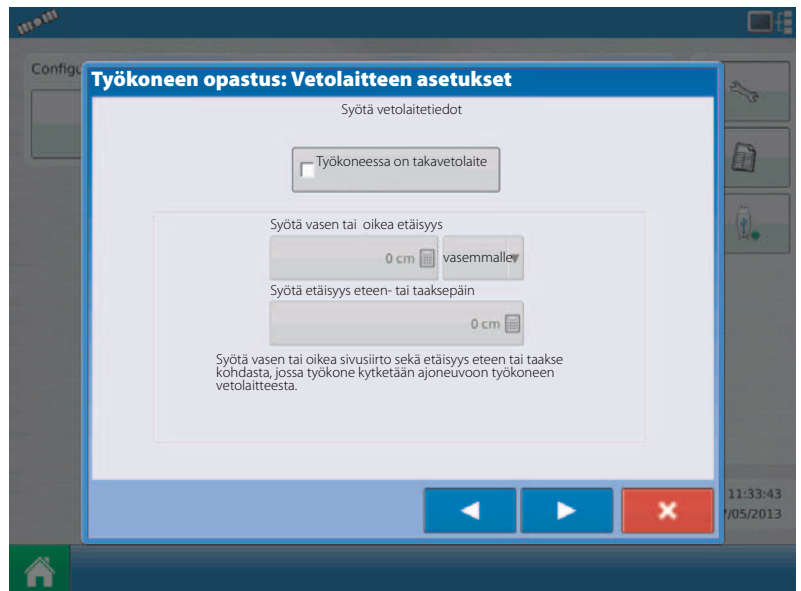 Configu
Työkoneen opastus: Vetolaitteen asetukset
Syötä vetolaitetiedot
Työkoneessa on takavetolaite
Syötä vasen tai oikea etäisyys
0 cm
vasemmalle
Syötä etäisyys eteen- tai taaksepäin
0 cm
Syötä vasen tai oikea sivusiirto sekä etäisyys eteen tai taakse
kohdasta, jossa työkone kytketään ajoneuvoon työkoneen
vetolaitteesta.
11:33:43
/05/2013